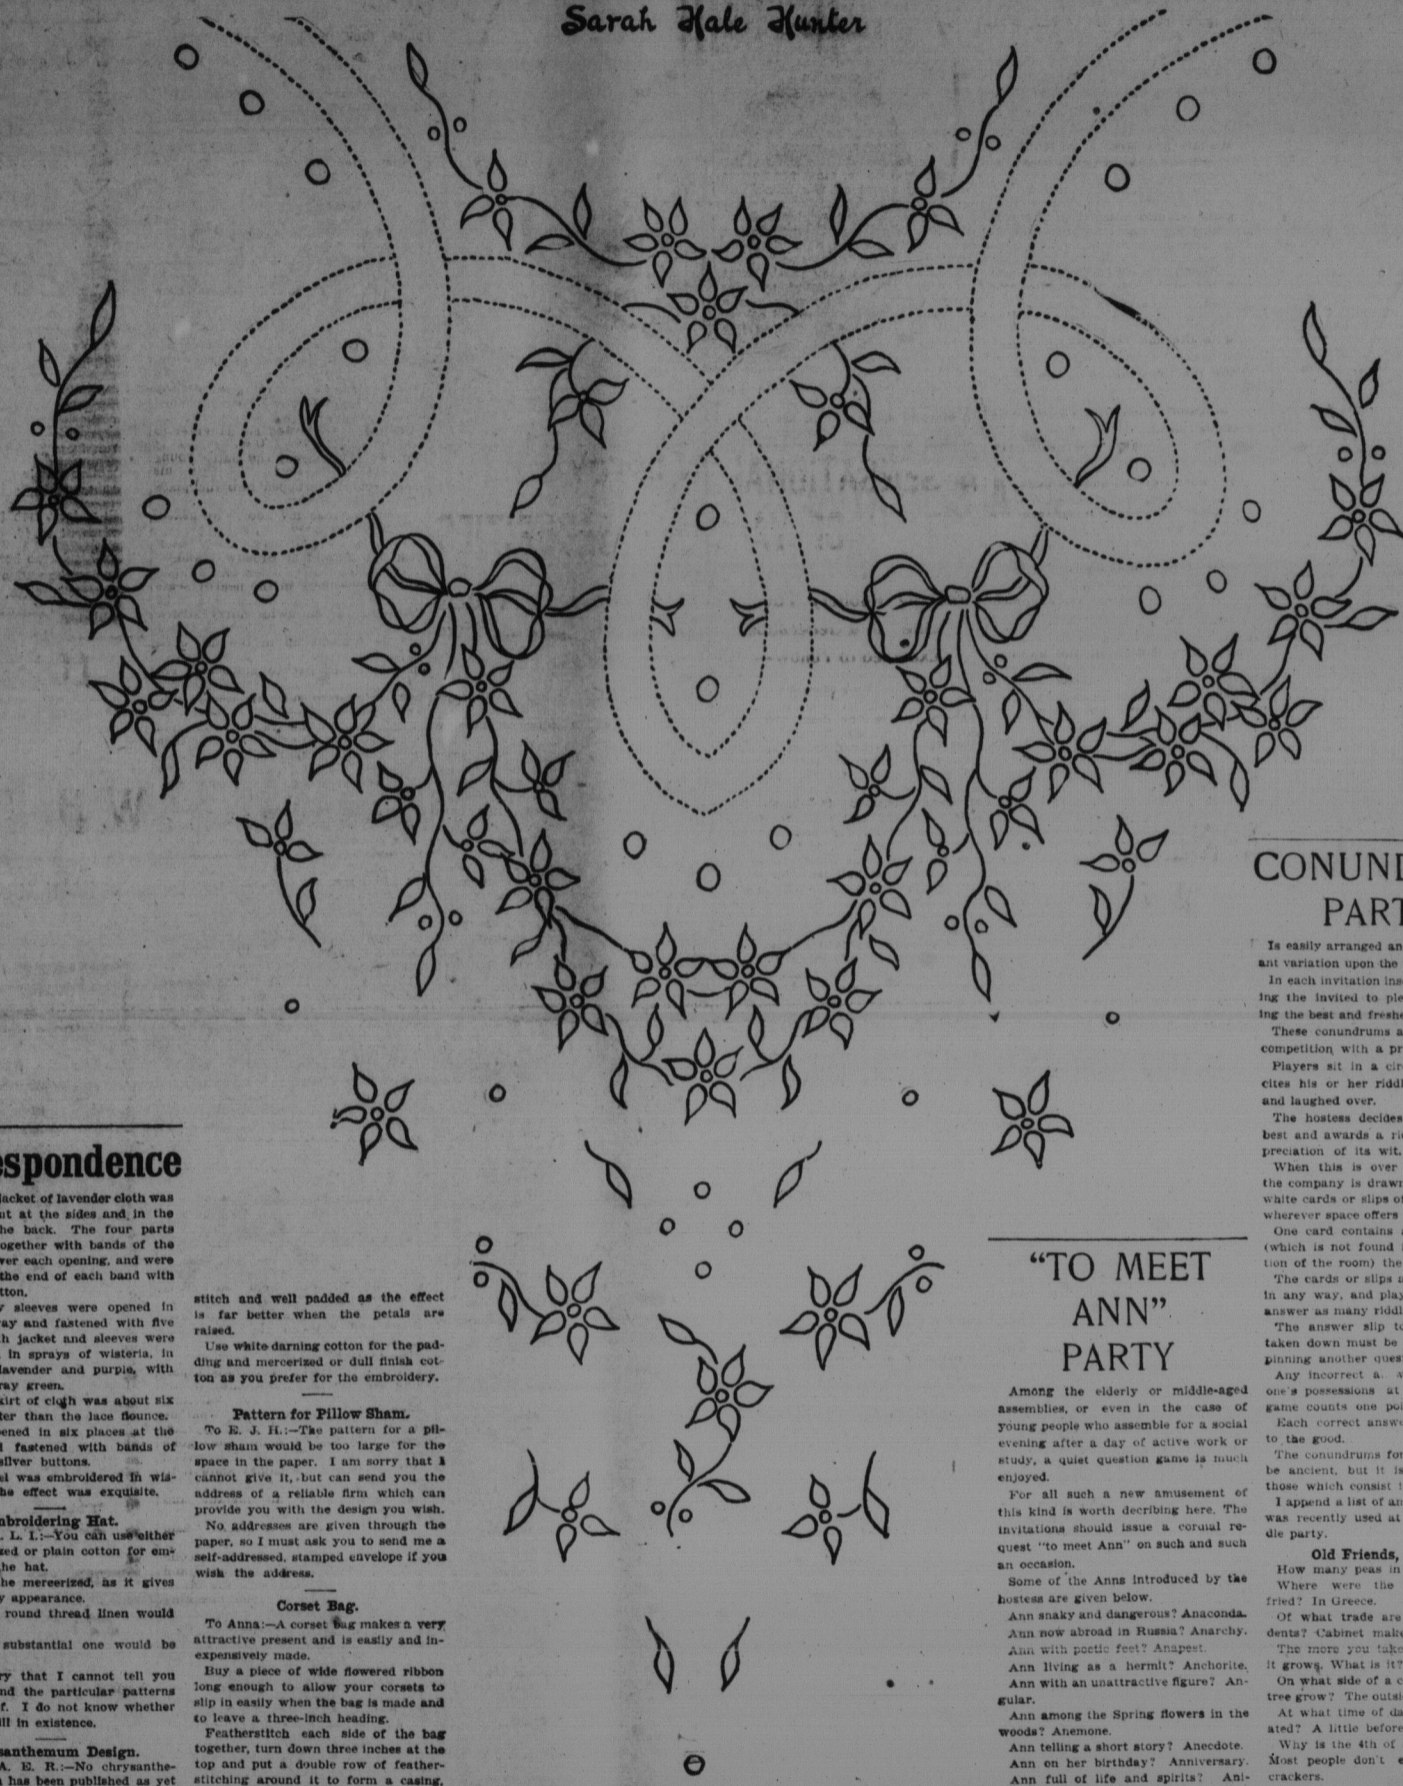 Sarah Hale Hunter
espondence
jacket of lavender cloth was
ut at the sides and in the
he back. The four parts
ogether with bands of the
ver each opening, and were
the end of each band with
tton.
y sleeves were opened in
ay and fastened with five
h jacket and sleeves were
in sprays of wisteria, in
lavender and purple, with
ray green.
kirt of cloth was about six
ter than the lace flounce.
ened in six places at the
l fastened with bands of
silver buttons.
el was embroidered in wis-
he effect was exquisite.
broidering Hat.
L. I.:—You can use either
ed or plain cotton for em-
he hat.
he mercerized, as it gives
y appearance.
round thread linen would
substantial one would be
ry that I cannot tell you
nd the particular patterns
f. I do not know whether
ill in existence.
santhemum Design.
A. E. R.:—No chrysanthe-
has been published as yet
stitch and well padded as the effect
is far better when the petals are
raised.
Use white darning cotton for the pad-
ding and mercerized or dull finish cot-
ton as you prefer for the embroidery.
Pattern for Pillow Sham.
To E. J. H.:—The pattern for a pil-
low sham would be too large for the
space in the paper. I am sorry that I
cannot give it, but can send you the
address of a reliable firm which can
provide you with the design you wish.
No addresses are given through the
paper, so I must ask you to send me a
self-addressed, stamped envelope if you
wish the address.
Corset Bag.
To Anna:—A corset bag makes a very
attractive present and is easily and in-
expensively made.
Buy a piece of wide flowered ribbon
long enough to allow your corsets to
slip in easily when the bag is made and
to leave a three-inch heading.
Featherstitch each side of the bag
together, turn down three inches at the
top and put a double row of feather-
stitching around it to form a casing,
“TO MEET
ANN”
PARTY
Among the elderly or middle-aged
assemblies, or even in the case of
young people who assemble for a social
evening after a day of active work or
study, a quiet question game is much
enjoyed.
For all such a new amusement of
this kind is worth decribing here. The
invitations should issue a cordial re-
quest “to meet Ann” on such and such
an occasion.
Some of the Anns introduced by the
hostess are given below.
Ann snaky and dangerous? Anaconda.
Ann now abroad in Russia? Anarchy.
Ann with poetic feet? Anapest.
Ann living as a hermit? Anchorite.
Ann with an unattractive figure? An-
gular.
Ann among the Spring flowers in the
woods? Anemone.
Ann telling a short story? Anecdote.
Ann on her birthday? Anniversary.
Ann full of life and spirits? Ani-
CONUND
PART
Is easily arranged an
ant variation upon the
In each invitation ins
ing the invited to ple
ing the best and freshe
These conundrums a
competition with a pr
Players sit in a cir
cites his or her riddl
and laughed over.
The hostess decides
best and awards a ri
preciation of its wit.
When this is over
the company is drawn
white cards or slips of
wherever space offers
One card contains a
(which is not found
tion of the room) the
The cards or slips a
in any way, and play
answer as many riddl
The answer slip to
taken down must be
pinning another ques
Any incorrect a
one's possessions at
game counts one poi
Each correct answe
to the good.
The conundrums for
be ancient, but it is
those which consist i
I append a list of an
was recently used at
dle party.
Old Friends,
How many peas in
Where were the
fried? In Greece.
Of what trade are
dents? Cabinet make
The more you take
it grows. What is it?
On what side of a c
tree grow? The outsi
At what time of da
ated? A little before
Why is the 4th of
Most people don't
crackers.